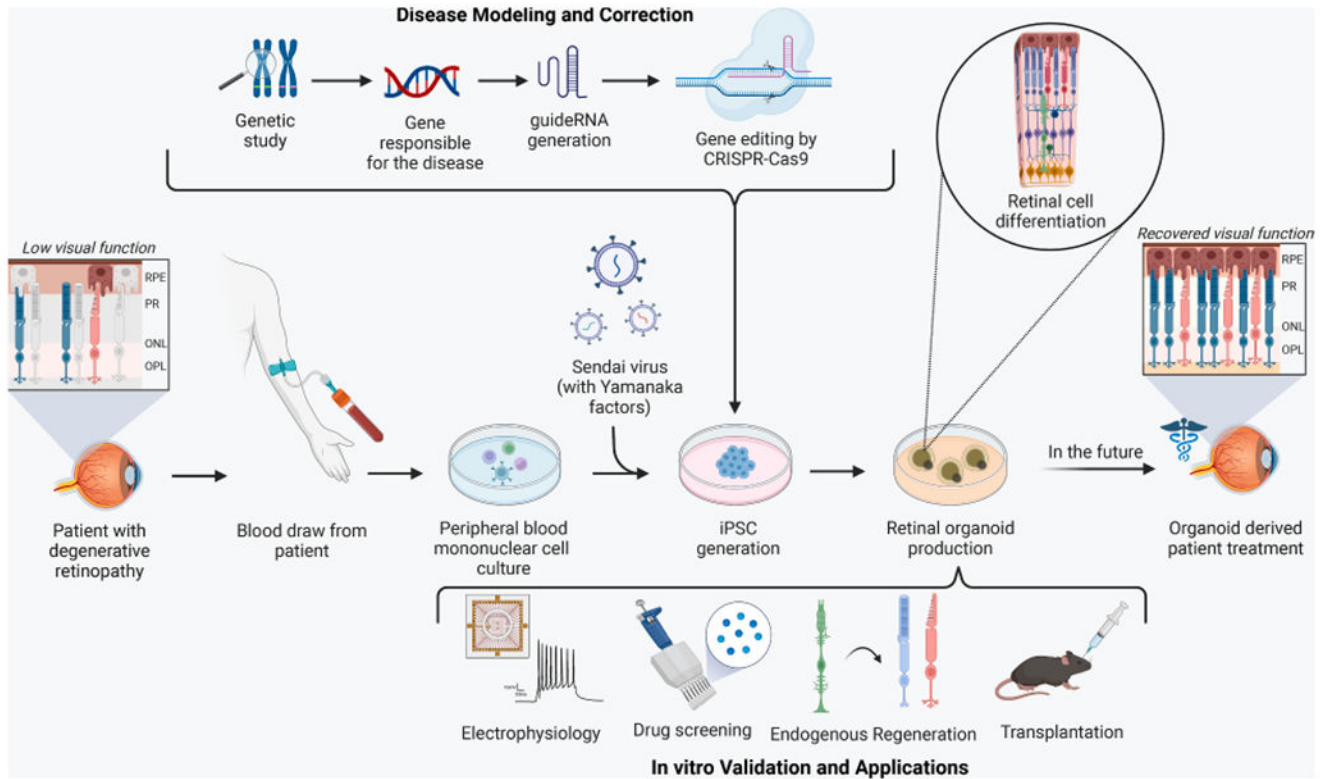 Disease Modeling and Correction
Genetic
study
Gene
responsible
for the disease
guideRNA
generation
Gene editing by
CRISPR-Cas9
Retinal cell
differentiation
Low visual function
RPE
PR
ONL
OPL
Sendai virus
(with Yamanaka
factors)
Recovered visual function
RPE
PR
ONL
OPL
In the future
Patient with
degenerative
retinopathy
Blood draw from
patient
Peripheral blood
mononuclear cell
culture
iPSC
generation
Retinal organoid
production
Organoid derived
patient treatment
Electrophysiology
Drug screening
Endogenous Regeneration
Transplantation
In vitro Validation and Applications